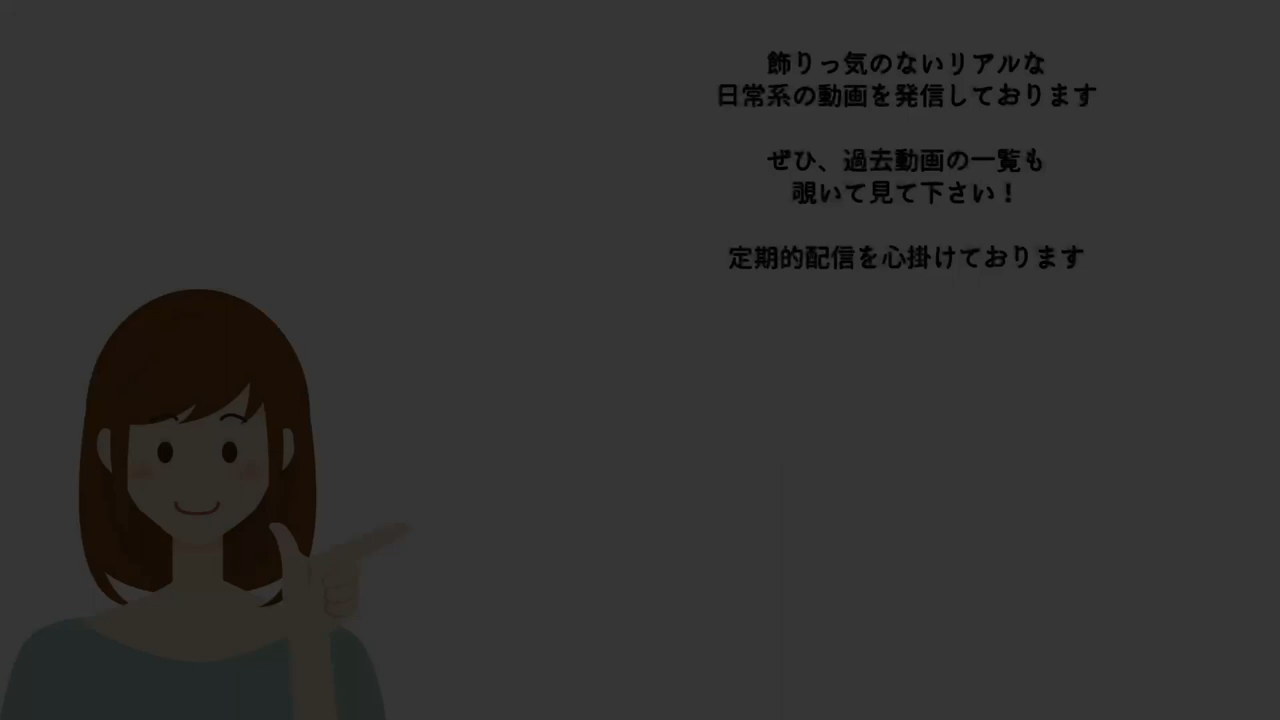 飾りっ気のないリアルな
日常系の動画を発信しております
ぜひ、過去動画の一覧も
覗いて見て下さい！
定期的配信を心掛けております